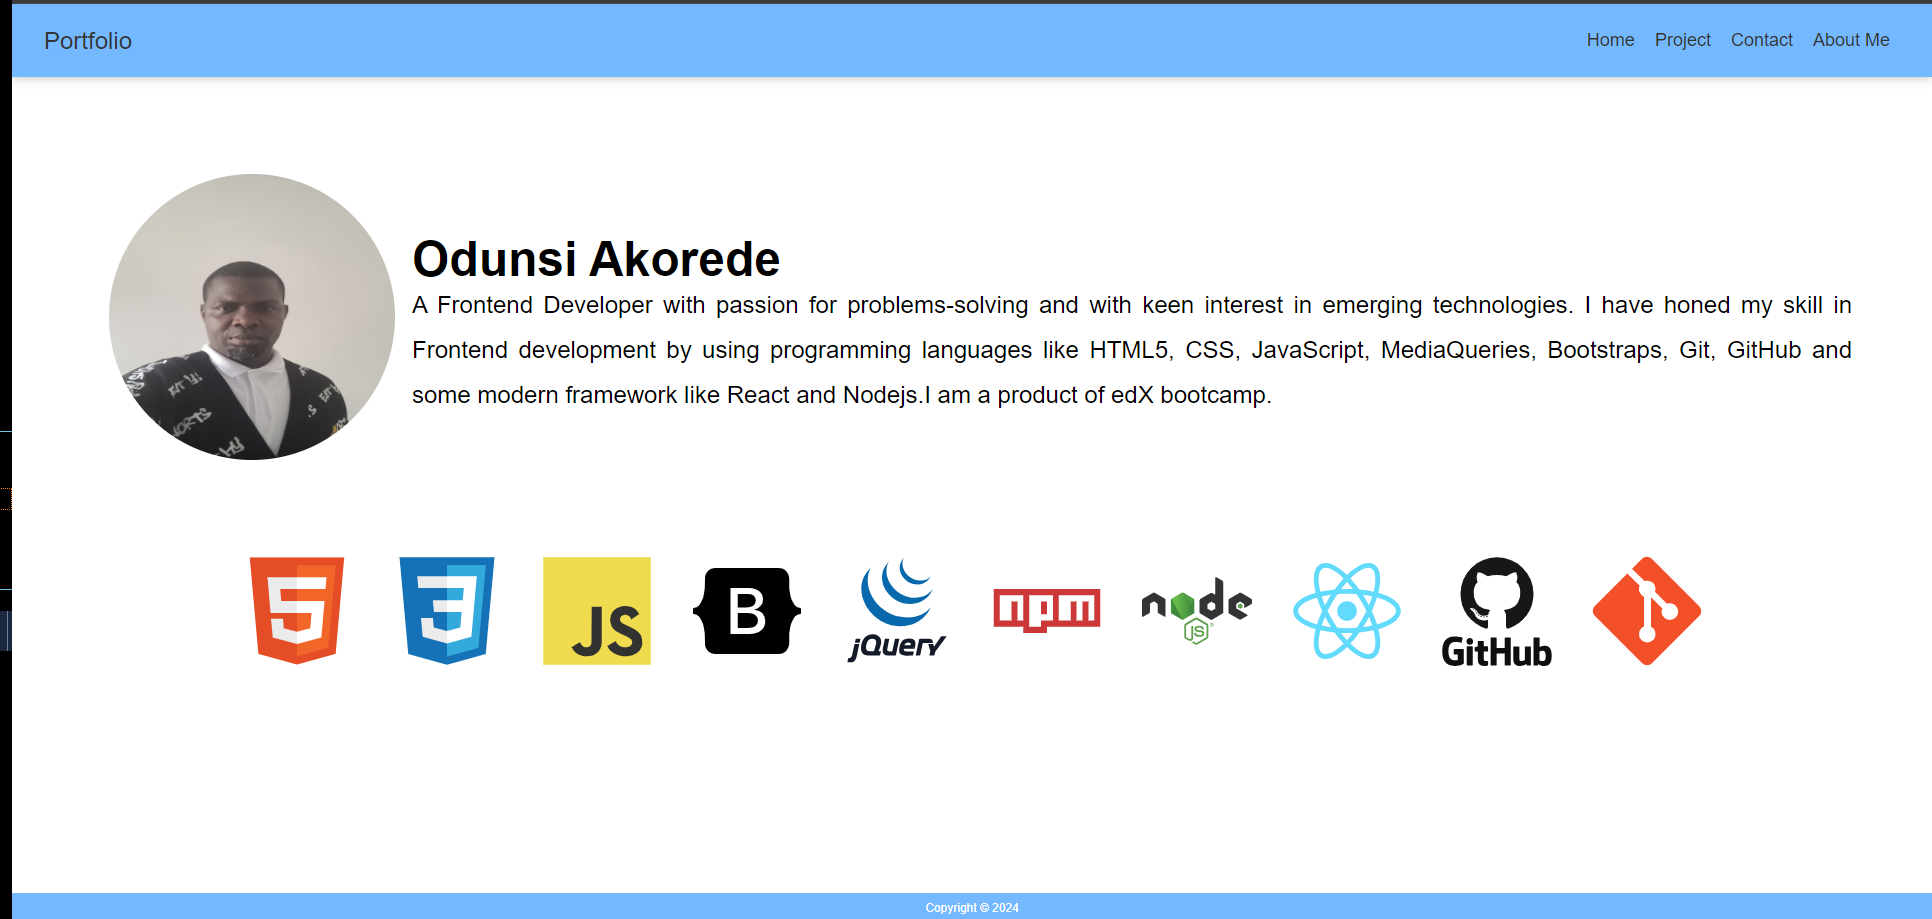 Portfolio
Home Project Contact About Me
Odunsi Akorede
A Frontend Developer with passion for problems-solving and with keen interest in emerging technologies. I have honed my skill in
Frontend development by using programming languages like HTML5, CSS, JavaScript, MediaQueries, Bootstraps, Git, GitHub and
some modern framework like React and Nodejs.I am a product of edX bootcamp.
5 3 JS B jQuery npm node JS GitHub
Copyright © 2024